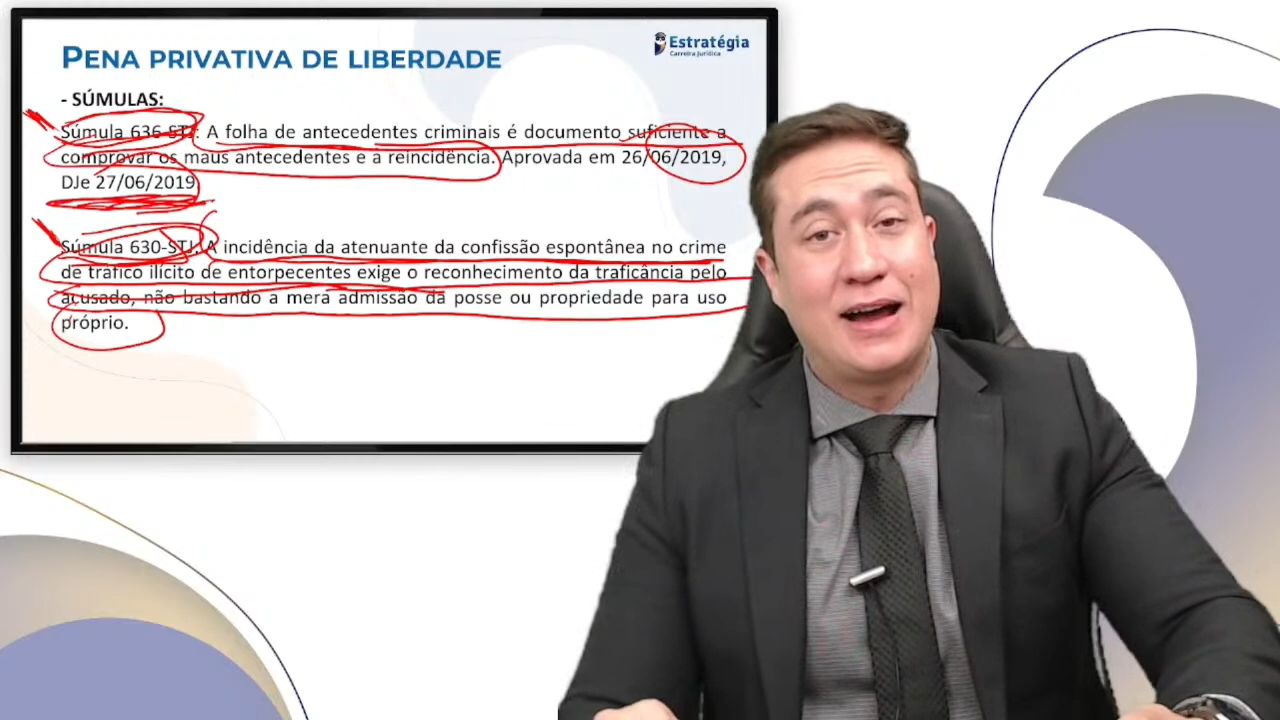 PENA PRIVATIVA DE LIBERDADE
Estratégia
Carreira Jurídica
- SÚMULAS:
Súmula 636-STJ: A folha de antecedentes criminais é documento suficiente a
comprovar os maus antecedentes e a reincidência. Aprovada em 26/06/2019,
DJe 27/06/2019
Súmula 630-STJ: A incidência da atenuante da confissão espontânea no crime
de tráfico ilícito de entorpecentes exige o reconhecimento da traficância pelo
acusado, não bastando a mera admissão da posse ou propriedade para uso
próprio.